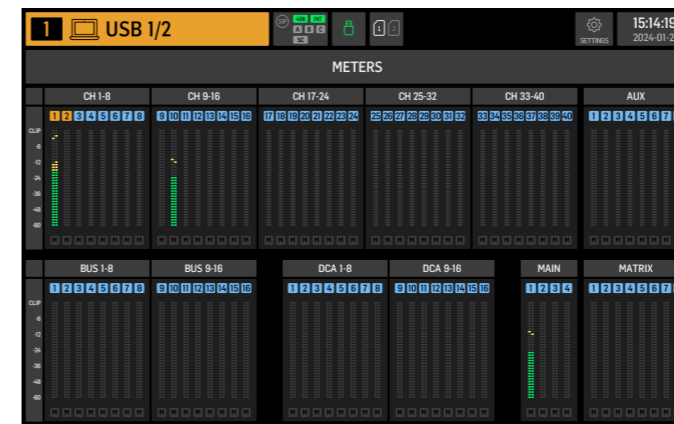 1 USB 1/2 SIP 48K INT A B C SC 1 2 SETTINGS 15:14:19
2024-01-2
METERS
CH 1-8 CH 9-16 CH 17-24 CH 25-32 CH 33-40 AUX
1 2 3 4 5 6 7 8 9 10 11 12 13 14 15 16 17 18 19 20 21 22 23 24 25 26 27 28 29 30 31 32 33 34 35 36 37 38 39 40 1 2 3 4 5 6 7
CLIP
-6
-12
-24
-36
-48
-60
M M M M M M M M M M M M M M M M M M M M M M M M M M M M M M M M M M M M M M M M M M M M M M M
BUS 1-8 BUS 9-16 DCA 1-8 DCA 9-16 MAIN MATRIX
1 2 3 4 5 6 7 8 9 10 11 12 13 14 15 16 1 2 3 4 5 6 7 8 9 10 11 12 13 14 15 16 1 2 3 4 1 2 3 4 5 6 7
CLIP
-6
-12
-24
-36
-48
-60
M M M M M M M M M M M M M M M M M M M M M M M M M M M M M M M M M M M M M M M M M M M